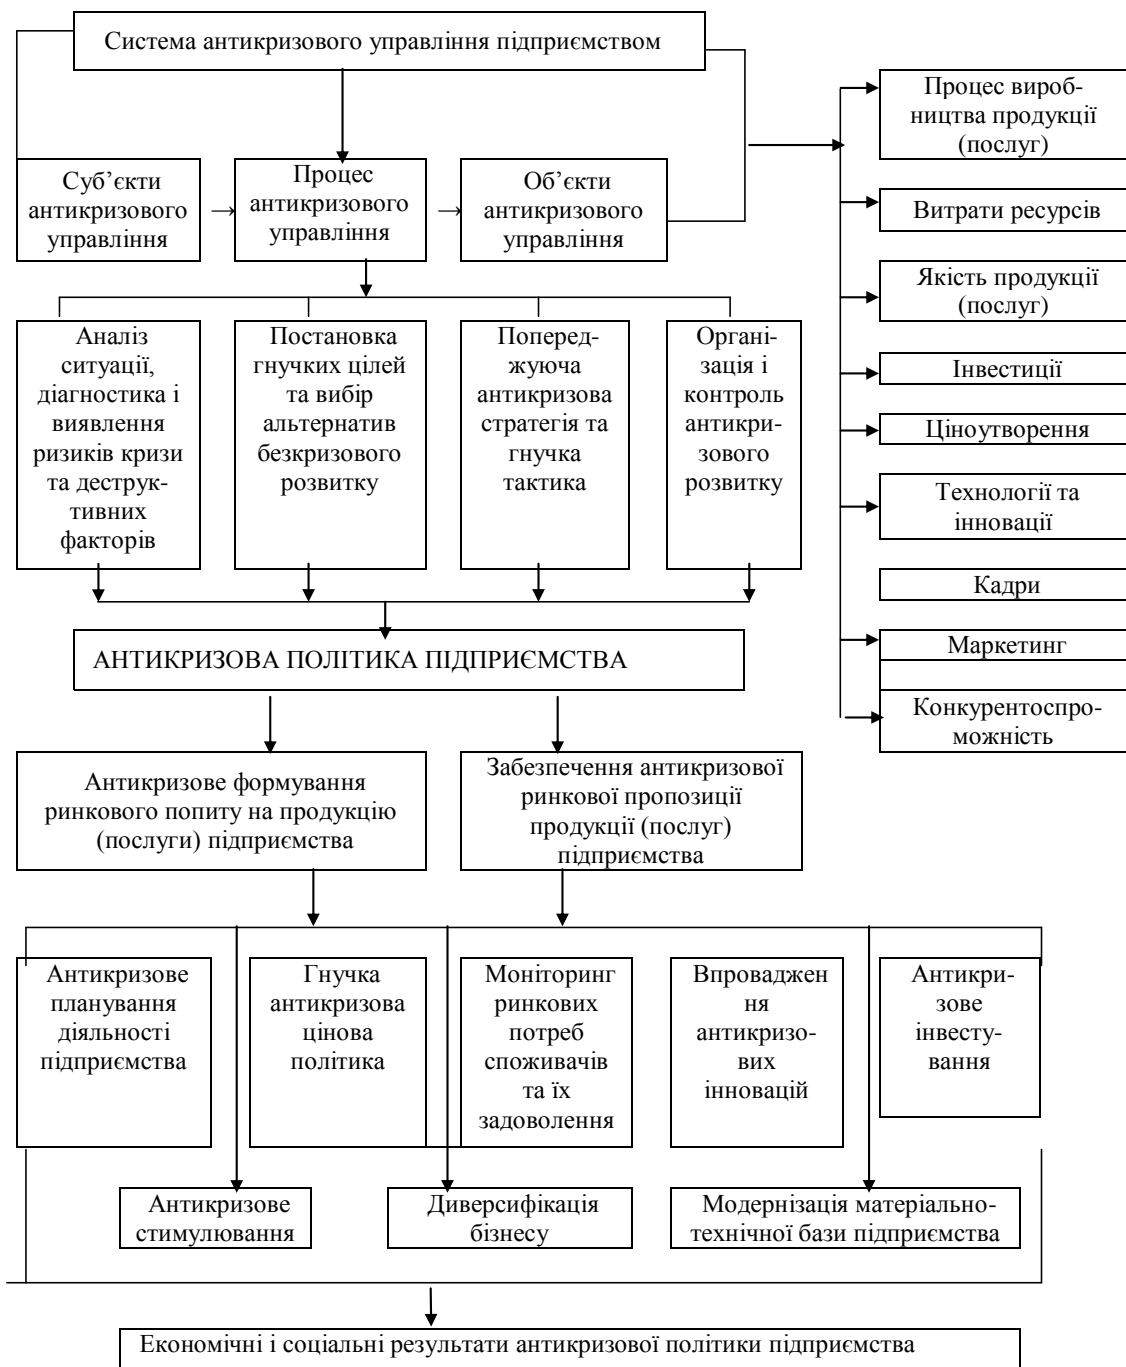 Система антикризового управління підприємством
Суб’єкти
антикризового
управління
→
Процес
антикризового
управління
→
Об’єкти
антикризового
управління
Процес вироб-
ництва продукції
(послуг)
Витрати ресурсів
Якість продукції
(послуг)
Інвестиції
Ціноутворення
Технології та
інновації
Кадри
Маркетинг
Конкурентоспро-
можність
Аналіз
ситуації,
діагностика і
виявлення
ризиків кризи
та деструк-
тивних
факторів
Постановка
гнучких цілей
та вибір
альтернатив
безкризового
розвитку
Поперед-
жуюча
антикризова
стратегія та
гнучка
тактика
Органі-
зація і
контроль
антикри-
зового
розвитку
АНТИКРИЗОВА ПОЛІТИКА ПІДПРИЄМСТВА
Антикризове формування
ринкового попиту на продукцію
(послуги) підприємства
Забезпечення антикризової
ринкової пропозиції
продукції (послуг)
підприємства
Антикризове
планування
діяльності
підприємства
Гнучка
антикризова
цінова
політика
Моніторинг
ринкових
потреб
споживачів
та їх
задоволення
Впроваджен
ня
антикризо-
вих
інновацій
Антикри-
зове
інвесту-
вання
Антикризове
стимулювання
Диверсифікація
бізнесу
Модернізація матеріально-
технічної бази підприємства
Економічні і соціальні результати антикризової політики підприємства